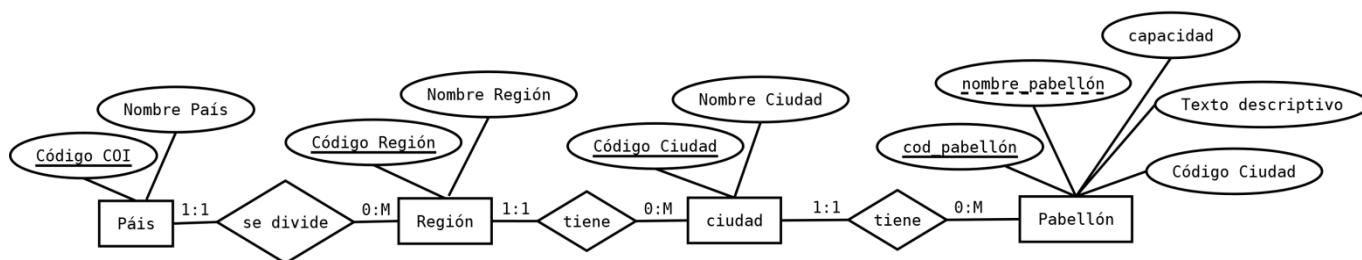 capacidad
nombre_pabellón
Nombre Región
Nombre Ciudad
Nombre País
Texto descriptivo
Código Región
Código Ciudad
cod_pabellón
Código COI
Código Ciudad
1:1
0:M
1:1
0:M
1:1
0:M
Páis
se divide
Región
tiene
ciudad
tiene
Pabellón